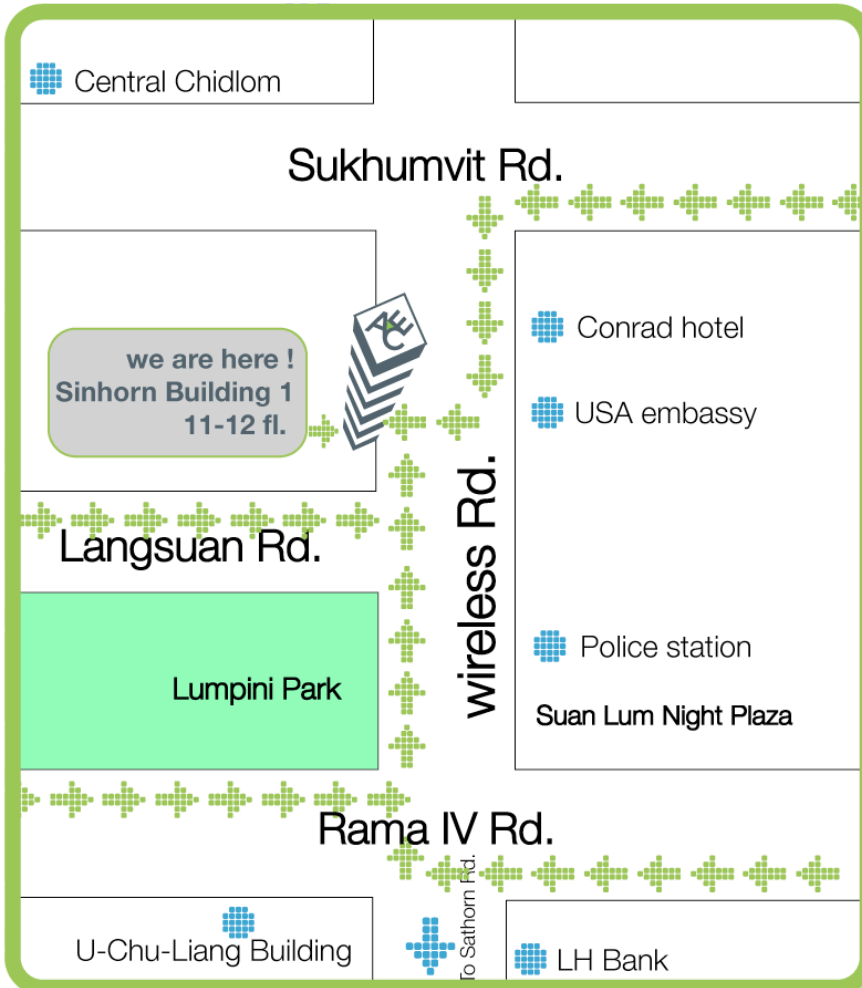 Central Chidlom
Sukhumvit Rd.
AEC
we are here !
Sinhorn Building 1
11-12 fl.
Conrad hotel
USA embassy
wireless Rd.
Langsuan Rd.
Lumpini Park
Police station
Suan Lum Night Plaza
Rama IV Rd.
To Sathorn Rd.
U-Chu-Liang Building
LH Bank